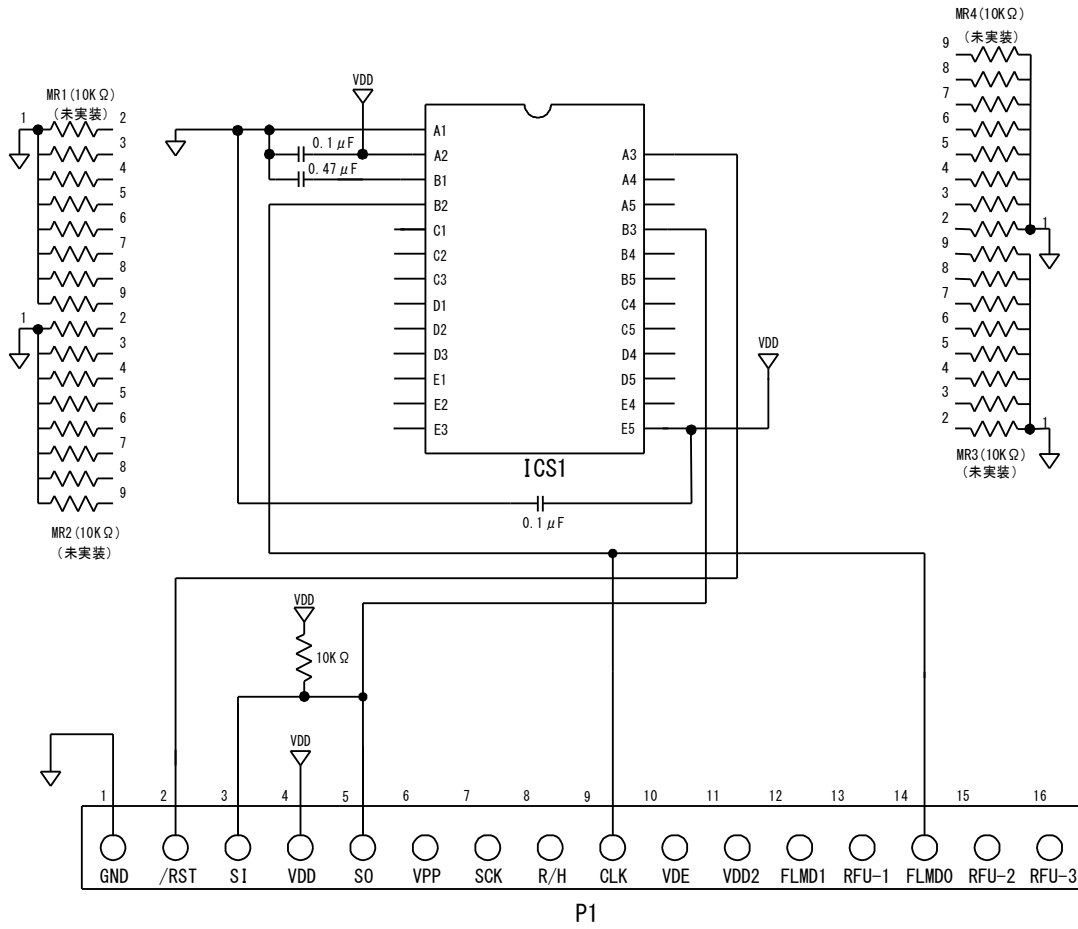 MR1(10KΩ)
(未実装)
1
2
3
4
5
6
7
8
9
1
2
3
4
5
6
7
8
9
MR2(10KΩ)
(未実装)
VDD
0.1μF
0.47μF
A1
A2
B1
B2
C1
C2
C3
D1
D2
D3
E1
E2
E3
A3
A4
A5
B3
B4
B5
C4
C5
D4
D5
E4
E5
ICS1
VDD
0.1μF
MR4(10KΩ)
(未実装)
9
8
7
6
5
4
3
2
1
9
8
7
6
5
4
3
2
1
MR3(10KΩ)
(未実装)
VDD
10KΩ
VDD
1 2 3 4 5 6 7 8 9 10 11 12 13 14 15 16
GND /RST SI VDD SO VPP SCK R/H CLK VDE VDD2 FLMD1 RFU-1 FLMD0 RFU-2 RFU-3
P1